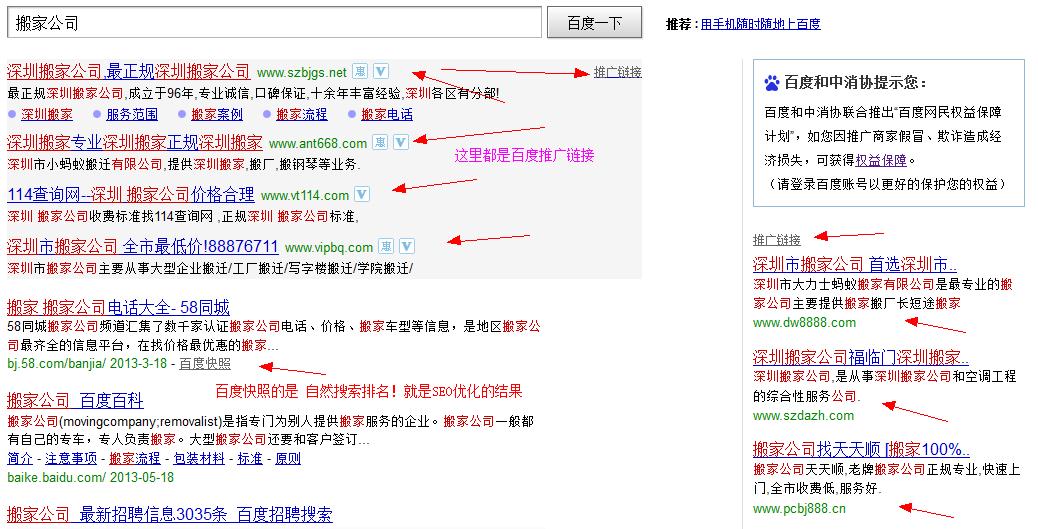 搬家公司
百度一下
推荐 : 用手机随时随地上百度
深圳搬家公司,最正规深圳搬家公司 www.szbjgs.net 惠 V
推广链接
最正规深圳搬家公司,成立于96年,专业诚信,口碑保证,十余年丰富经验,深圳各区有分部!
深圳搬家 服务范围 搬家案例 搬家流程 搬家电话
深圳搬家专业深圳搬家正规深圳搬家 www.ant668.com 惠 V
这里都是百度推广链接
深圳市小蚂蚁搬迁有限公司,提供深圳搬家,搬厂,搬钢琴等业务.
114查询网--深圳 搬家公司价格合理 www.vt114.com V
深圳 搬家公司收费标准找114查询网 ,正规深圳 搬家公司标准,
深圳市搬家公司 全市最低价!88876711 www.vipbq.com 惠 V
深圳市搬家公司主要从事大型企业搬迁/工厂搬迁/写字楼搬迁/学院搬迁/
搬家 搬家公司电话大全- 58同城
58同城搬家公司频道汇集了数千家认证搬家公司电话、价格、搬家车型等信息，是地区搬家公
司最齐全的信息平台，在找价格最优惠的搬家...
bj.58.com/banjia/ 2013-3-18 - 百度快照
百度快照的是 自然搜索排名！就是SEO优化的结果
搬家公司_百度百科
搬家公司(movingcompany;removalist)是指专门为别人提供搬家服务的企业。搬家公司一般都
有自己的专车，专人负责搬家。大型搬家公司还要和客户签订...
简介 - 注意事项 - 搬家流程 - 包装材料 - 标准 - 原则
baike.baidu.com/ 2013-05-18
搬家公司_最新招聘信息3035条_百度招聘搜索
百度和中消协提示您：
百度和中消协联合推出“百度网民权益保障
计划”，如您因推广商家假冒、欺诈造成经
济损失，可获得权益保障。
（请登录百度账号以更好的保护您的权益）
推广链接
深圳市搬家公司 首选深圳市..
深圳市大力士蚂蚁搬家有限公司是最专业的搬
家公司主要提供搬家搬厂长短途搬家
www.dw8888.com
深圳搬家公司福临门深圳搬家..
深圳搬家公司,是从事深圳搬家公司和空调工程
的综合性服务公司.
www.szdazh.com
搬家公司找天天顺 [搬家100%..
搬家公司天天顺,老牌搬家公司正规专业,快速上
门,全市收费低,服务好.
www.pcbj888.cn